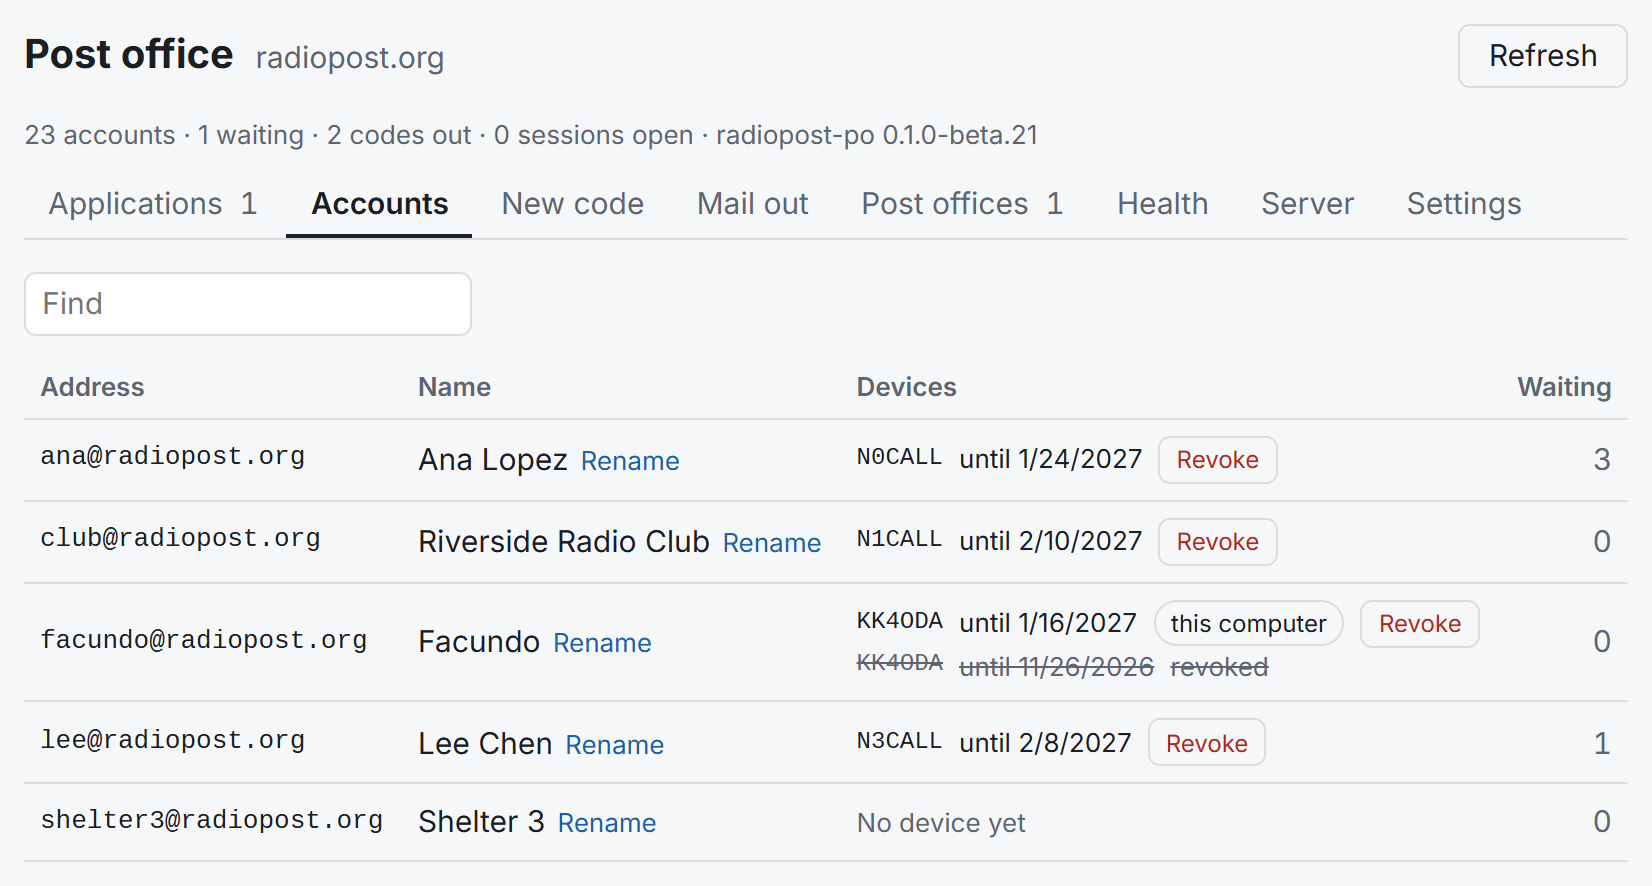 Post office radiopost.org Refresh
23 accounts · 1 waiting · 2 codes out · 0 sessions open · radiopost-po 0.1.0-beta.21
Applications 1 Accounts New code Mail out Post offices 1 Health Server Settings
Find
Address Name Devices Waiting
ana@radiopost.org Ana Lopez Rename N0CALL until 1/24/2027 Revoke 3
club@radiopost.org Riverside Radio Club Rename N1CALL until 2/10/2027 Revoke 0
facundo@radiopost.org Facundo Rename KK4ODA until 1/16/2027 this computer Revoke 0
KK4ODA until 11/26/2026 revoked
lee@radiopost.org Lee Chen Rename N3CALL until 2/8/2027 Revoke 1
shelter3@radiopost.org Shelter 3 Rename No device yet 0